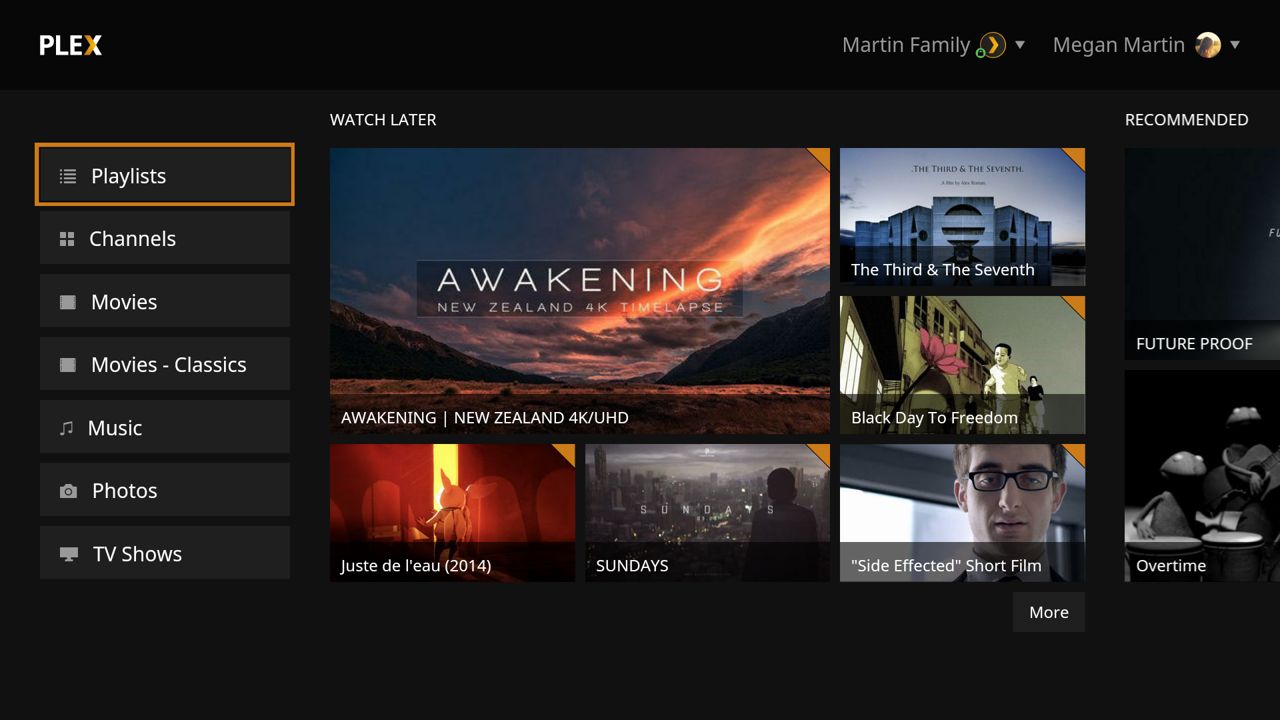 PLEX
Martin Family
Megan Martin
Playlists
Channels
Movies
Movies - Classics
Music
Photos
TV Shows
WATCH LATER
AWAKENING
NEW ZEALAND 4K TIMELAPSE
AWAKENING | NEW ZEALAND 4K/UHD
.THE THIRD & THE SEVENTH.
.A film by Alex Roman.
The Third & The Seventh
Black Day To Freedom
Juste de l'eau (2014)
SUNDAYS
SUNDAYS
"Side Effected" Short Film
More
RECOMMENDED
FUTURE PROOF
Overtime